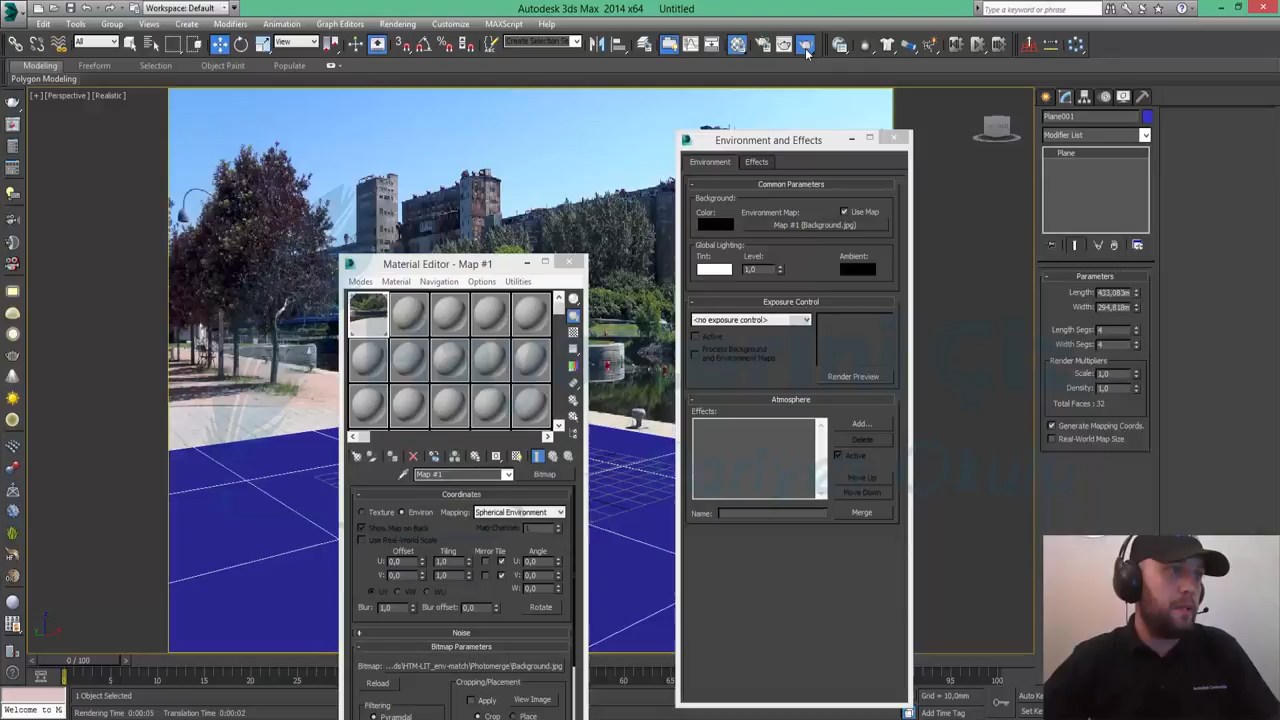 Workspace: Default
Autodesk 3ds Max 2014 x64 Untitled
Type a keyword or phrase
Edit Tools Group Views Create Modifiers Animation Graph Editors Rendering Customize MAXScript Help
All
View
Create Selection Se
Modeling Freeform Selection Object Paint Populate
Polygon Modeling
[+] [Perspective] [Realistic]
Plane001
Modifier List
Plane
Parameters
Length: 433,083m
Width: 294,818m
Length Segs: 4
Width Segs: 4
Render Multipliers
Scale: 1,0
Density: 1,0
Total Faces : 32
Generate Mapping Coords.
Real-World Map Size
Environment and Effects
Environment Effects
Common Parameters
Background:
Color: Environment Map: Use Map
Map #1 (Background.jpg)
Global Lighting:
Tint: Level: Ambient:
1,0
Exposure Control
<no exposure control>
Active
Process Background
and Environment Maps
Render Preview
Atmosphere
Effects:
Add...
Delete
Active
Move Up
Move Down
Name: Merge
Material Editor - Map #1
Modes Material Navigation Options Utilities
Map #1 Bitmap
Coordinates
Texture Environ Mapping: Spherical Environment
Show Map on Back Map Channel: 1
Use Real-World Scale
Offset Tiling Mirror Tile Angle
U: 0,0 1,0 U: 0,0
V: 0,0 1,0 V: 0,0
W: 0,0
UV VW WU
Blur: 1,0 Blur offset: 0,0 Rotate
Noise
Bitmap Parameters
Bitmap: ...ds\HTM-LIT_env-match\Photomerge\Background.jpg
Reload
Cropping/Placement
Apply View Image
Filtering
Pyramidal Crop Place
0 / 100
65 95 100
1 Object Selected
Welcome to M
Rendering Time 0:00:05 Translation Time 0:00:02
Grid = 10,0mm
Add Time Tag
Auto Key
Set Key